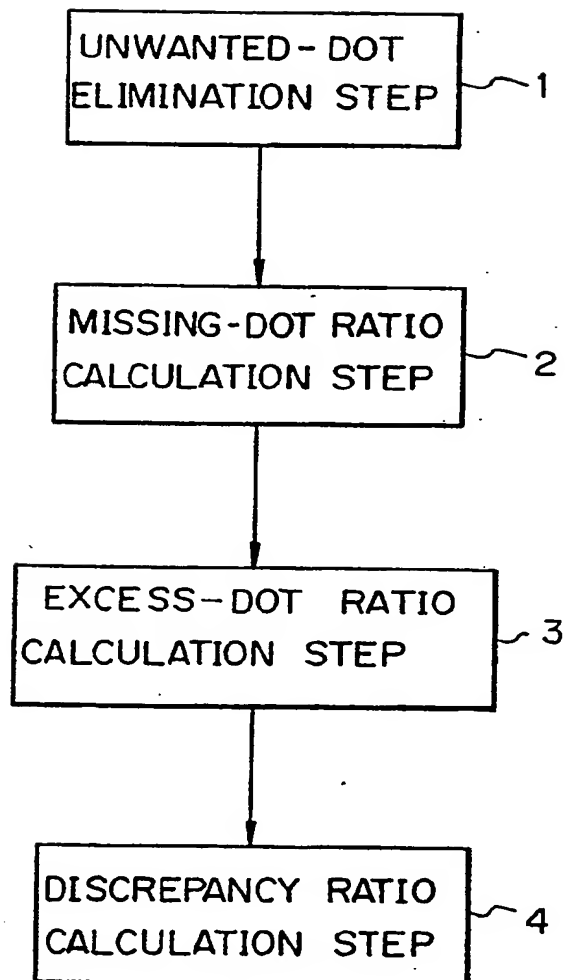 UNWANTED-DOT
ELIMINATION STEP
1
MISSING-DOT RATIO
CALCULATION STEP
2
EXCESS-DOT RATIO
CALCULATION STEP
3
DISCREPANCY RATIO
CALCULATION STEP
4